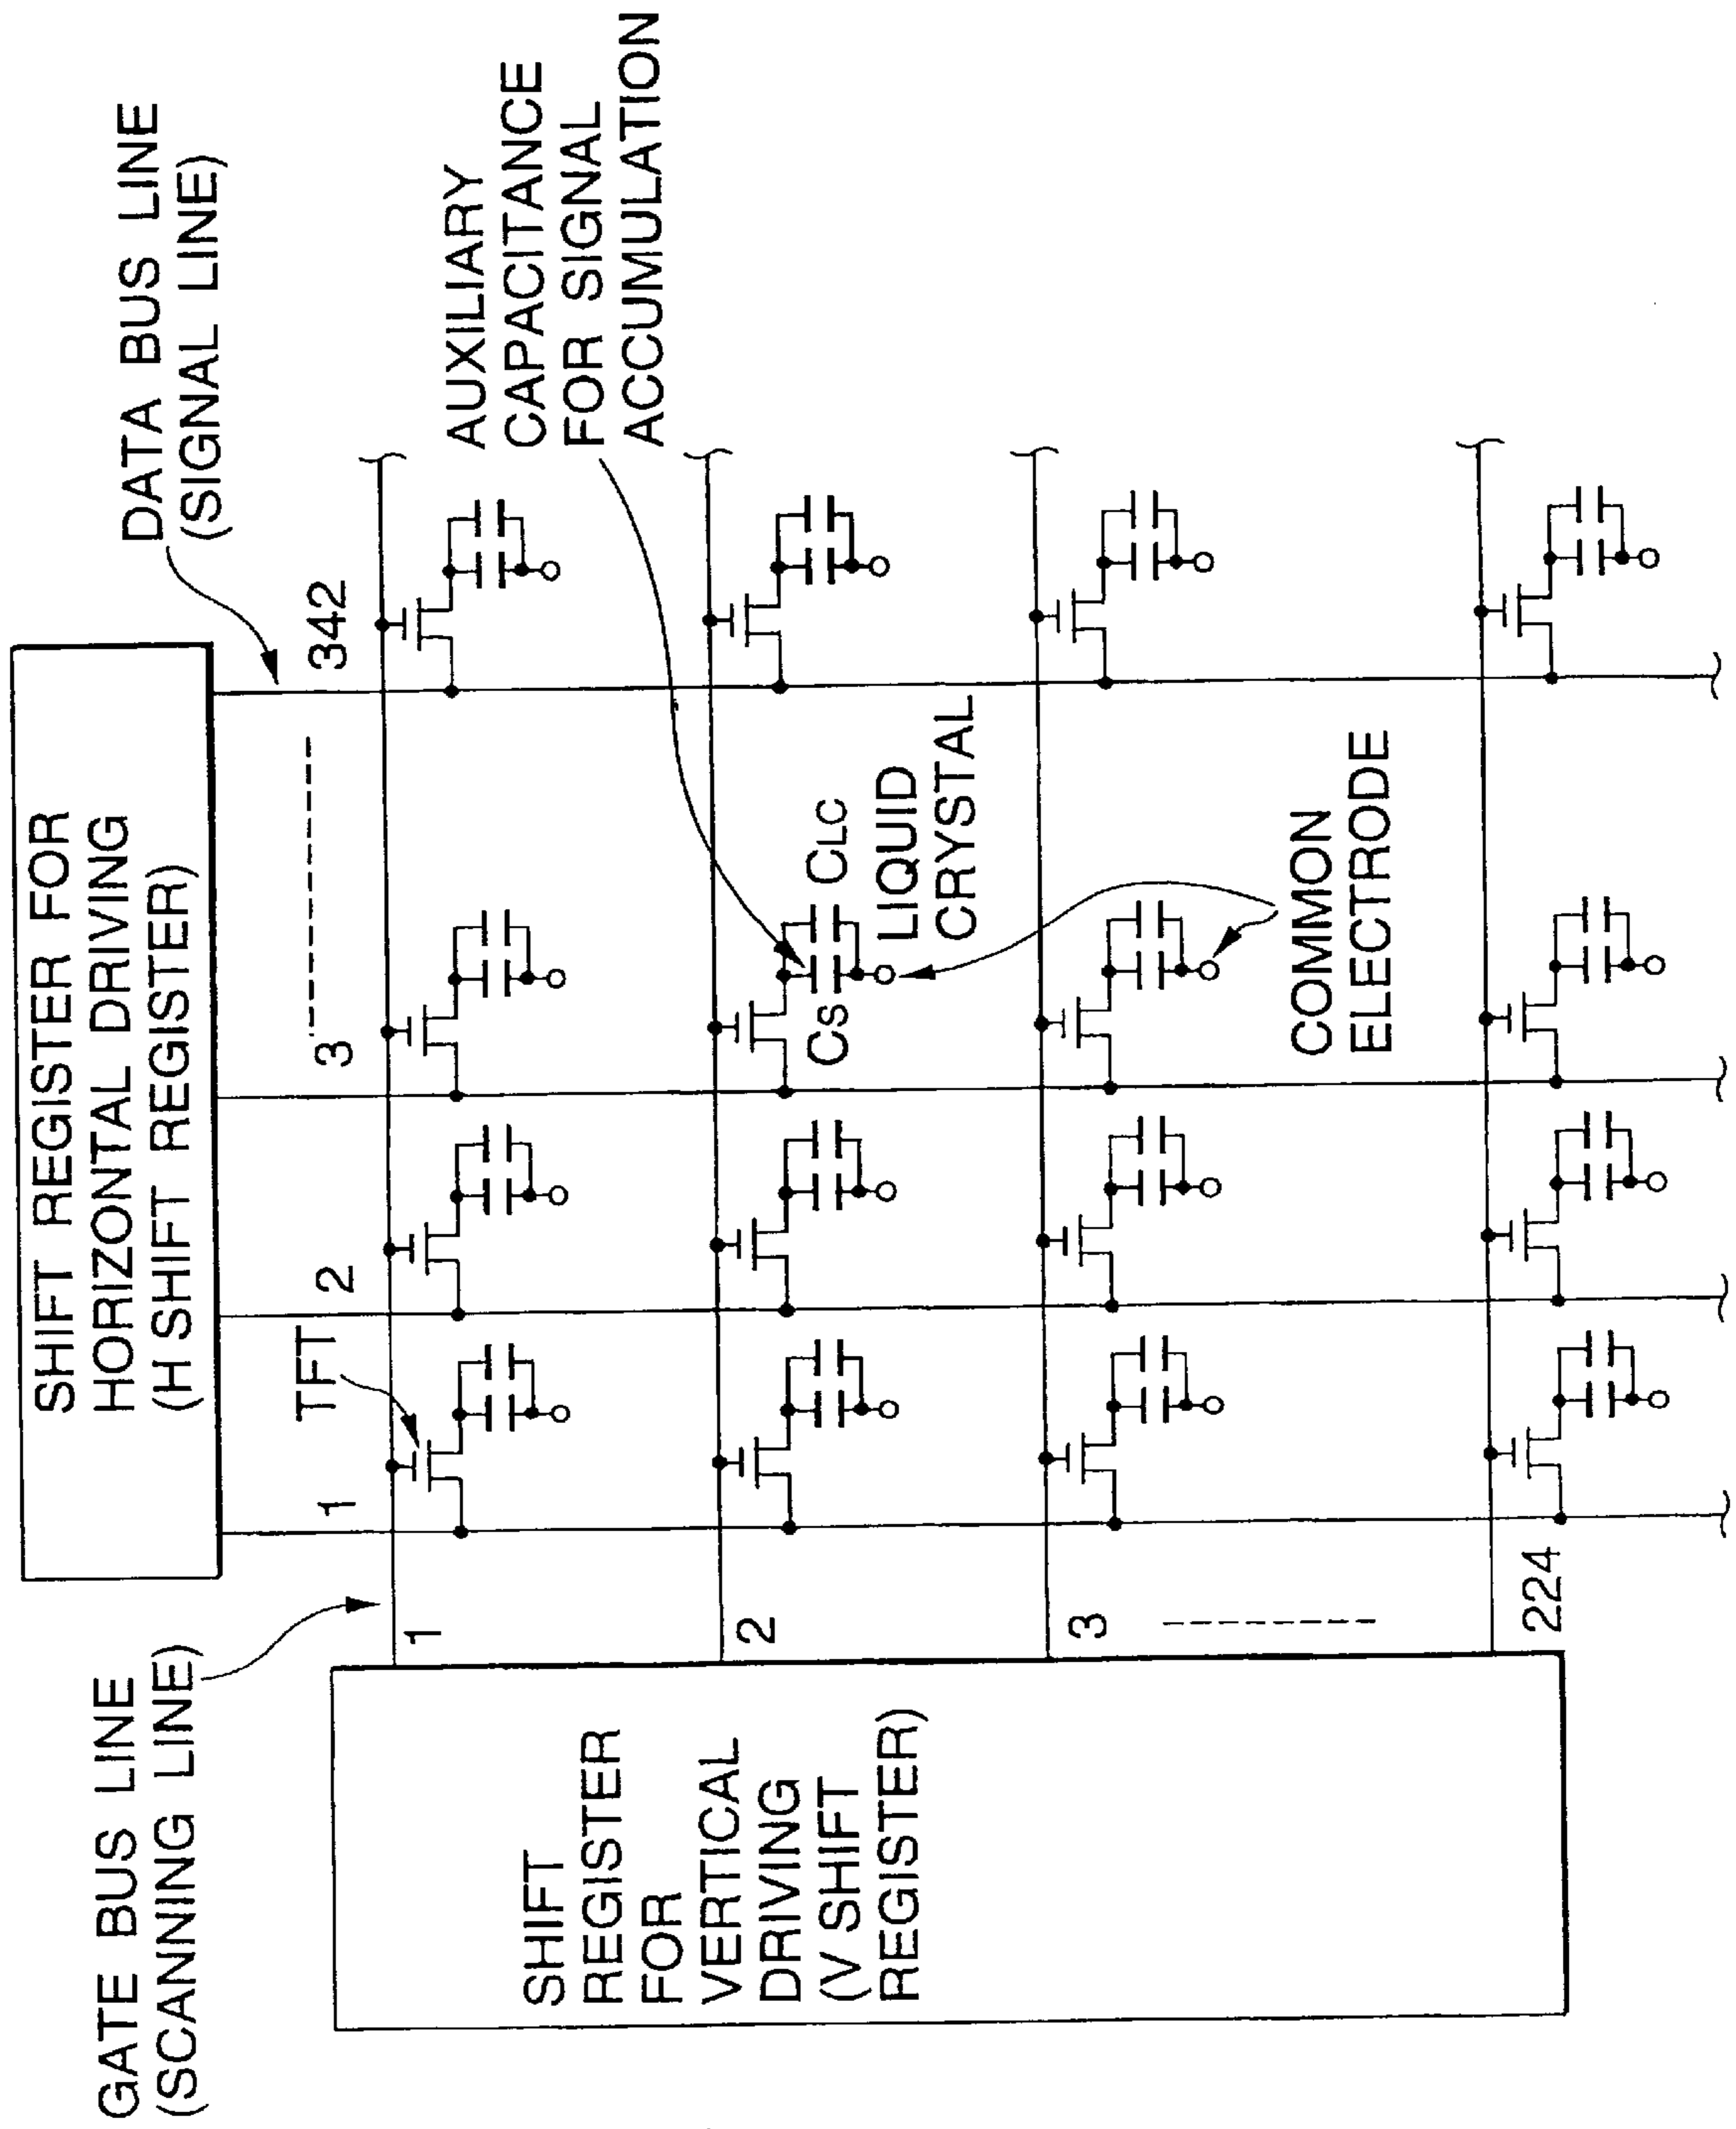 GATE BUS LINE
(SCANNING LINE)
SHIFT REGISTER FOR
HORIZONTAL DRIVING
(H SHIFT REGISTER)
DATA BUS LINE
(SIGNAL LINE)
TFT
1
2
3
342
AUXILIARY
CAPACITANCE
FOR SIGNAL
ACCUMULATION
SHIFT
REGISTER
FOR
VERTICAL
DRIVING
(V SHIFT
REGISTER)
1
2
3
224
CS
CLC
LIQUID
CRYSTAL
COMMON
ELECTRODE